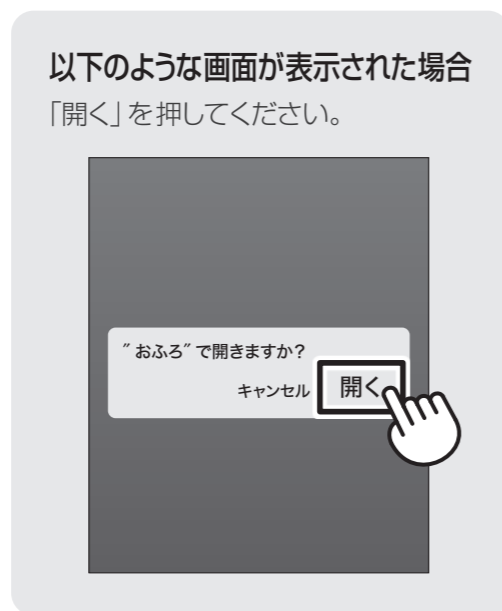 以下のような画面が表示された場合
「開く」を押してください。
″おふろ″で開きますか?
キャンセル 開く